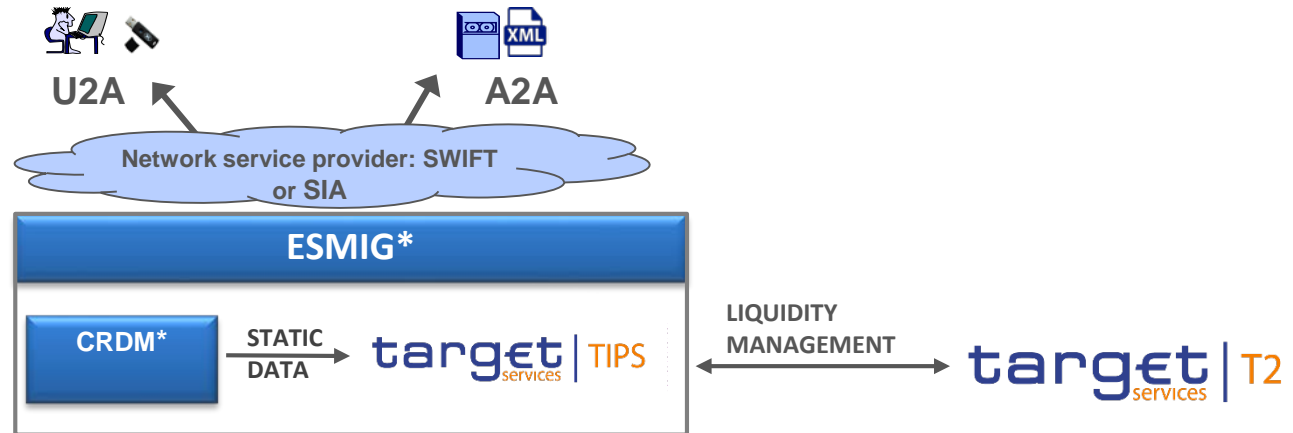 XML
U2A
A2A
Network service provider: SWIFT
or SIA
ESMIG*
CRDM*
STATIC
DATA
target services | TIPS
LIQUIDITY
MANAGEMENT
target services | T2